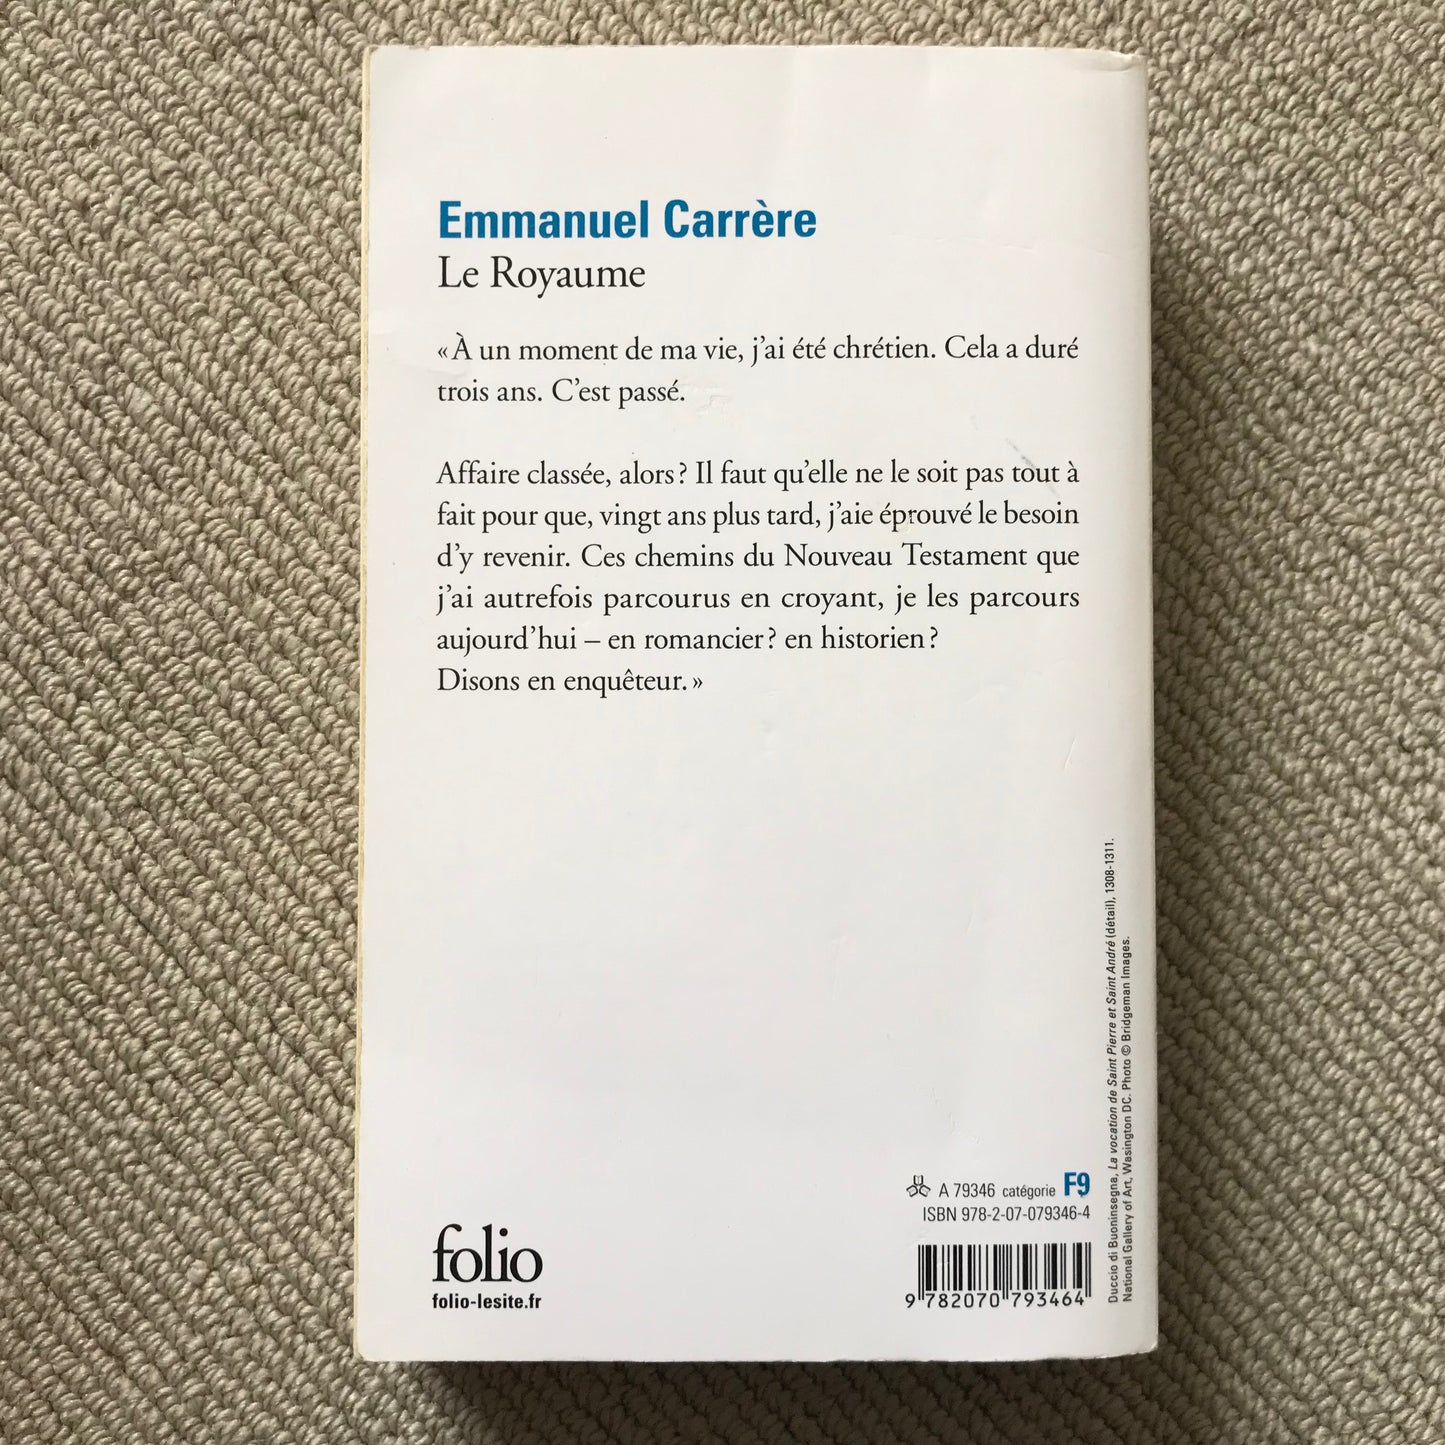 Emmanuel Carrère
Le Royaume
« À un moment de ma vie, j'ai été chrétien. Cela a duré
trois ans. C'est passé.
Affaire classée, alors ? Il faut qu'elle ne le soit pas tout à
fait pour que, vingt ans plus tard, j'aie éprouvé le besoin
d'y revenir. Ces chemins du Nouveau Testament que
j'ai autrefois parcourus en croyant, je les parcours
aujourd'hui – en romancier ? en historien ?
Disons en enquêteur. »
A 79346 catégorie F9
ISBN 978-2-07-079346-4
9 782070 793464
folio
folio-lesite.fr
Duccio di Buoninsegna, La vocation de Saint Pierre et Saint André (détail), 1308-1311.
National Gallery of Art, Wasington DC. Photo © Bridgeman Images.